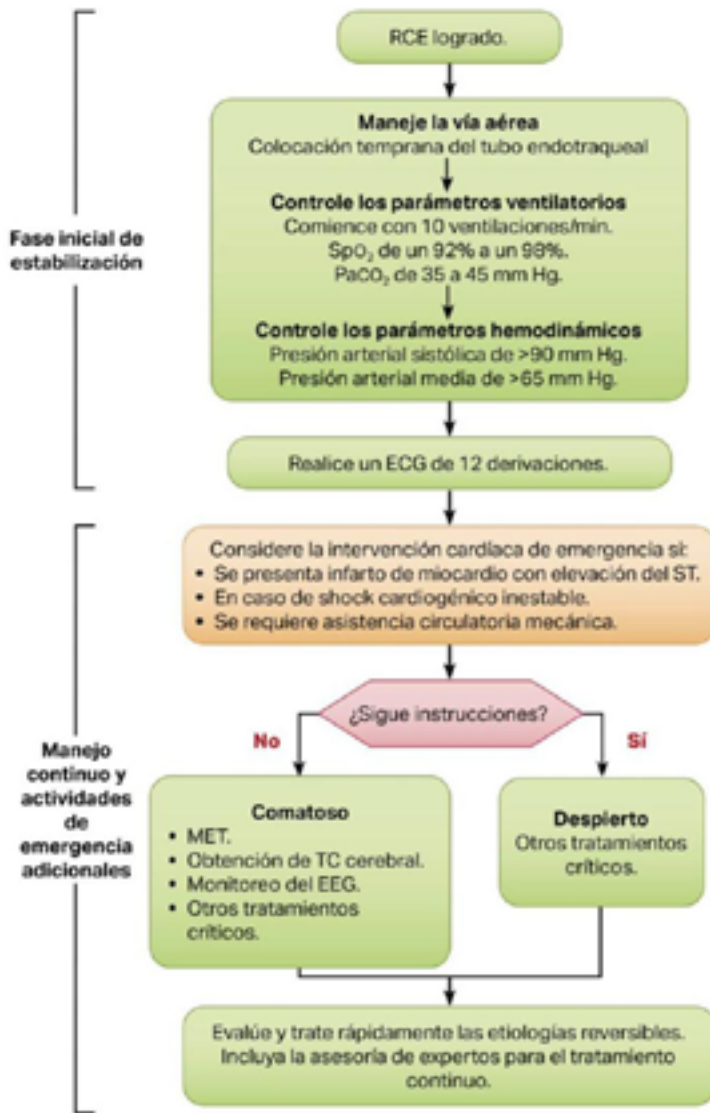 RCE logrado.
Maneje la vía aérea
Colocación temprana del tubo endotraqueal
Controle los parámetros ventilatorios
Comience con 10 ventilaciones/min.
SpO₂ de un 92% a un 98%.
PaCO₂ de 35 a 45 mm Hg.
Controle los parámetros hemodinámicos
Presión arterial sistólica de >90 mm Hg.
Presión arterial media de >65 mm Hg.
Fase inicial de
estabilización
Realice un ECG de 12 derivaciones.
Considere la intervención cardíaca de emergencia si:
• Se presenta infarto de miocardio con elevación del ST.
• En caso de shock cardiogénico inestable.
• Se requiere asistencia circulatoria mecánica.
¿Sigue instrucciones?
No
Sí
Manejo
continuo y
actividades
de
emergencia
adicionales
Comatoso
• MET.
• Obtención de TC cerebral.
• Monitoreo del EEG.
• Otros tratamientos
críticos.
Despierto
Otros tratamientos
críticos.
Evalúe y trate rápidamente las etiologías reversibles.
Incluya la asesoría de expertos para el tratamiento
continuo.